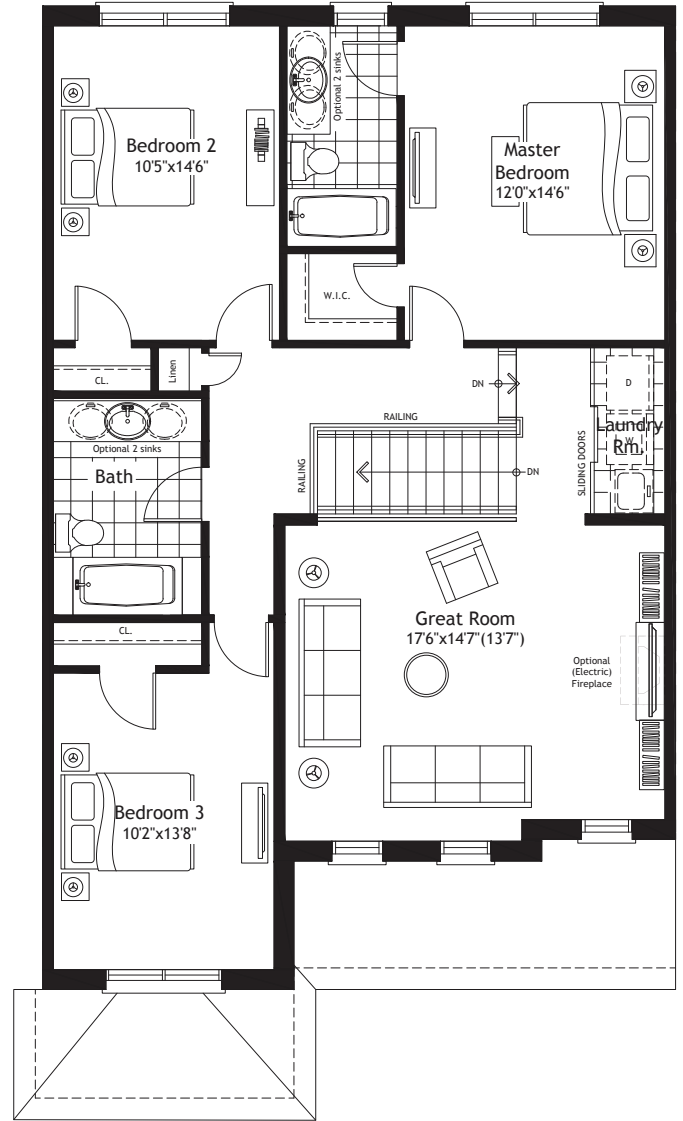 Optional 2 sinks
Bedroom 2
10'5"x14'6"
Master
Bedroom
12'0"x14'6"
W.I.C.
CL.
Linen
DN
D
RAILING
Laundry
W
Rm.
Optional 2 sinks
Bath
RAILING
DN
SLIDING DOORS
CL.
Great Room
17'6"x14'7"(13'7")
Optional
(Electric)
Fireplace
Bedroom 3
10'2"x13'8"